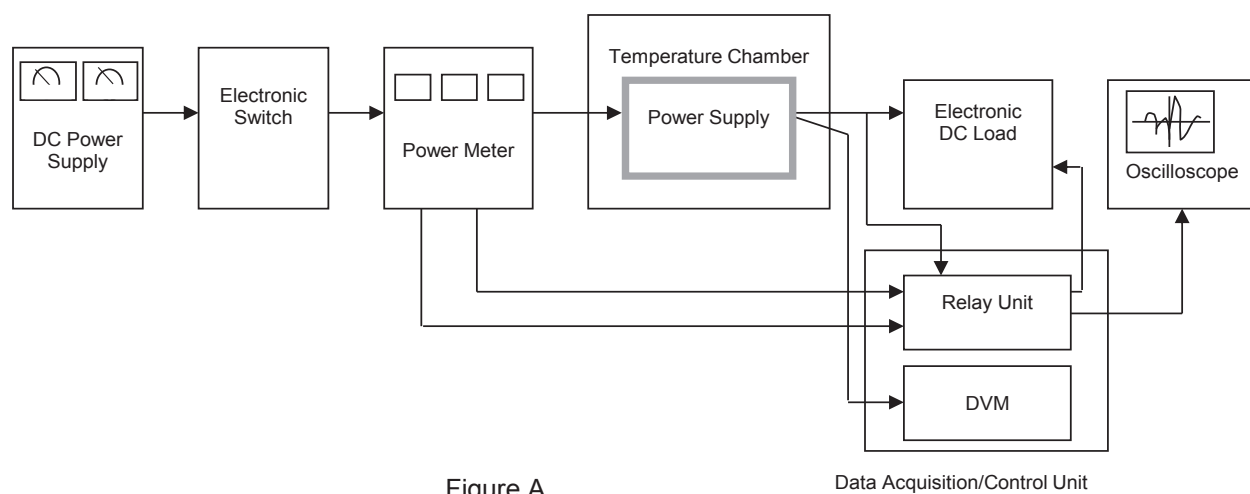 DC Power
Supply
Electronic
Switch
Power Meter
Temperature Chamber
Power Supply
Electronic
DC Load
Oscilloscope
Relay Unit
DVM
Data Acquisition/Control Unit
Figure A